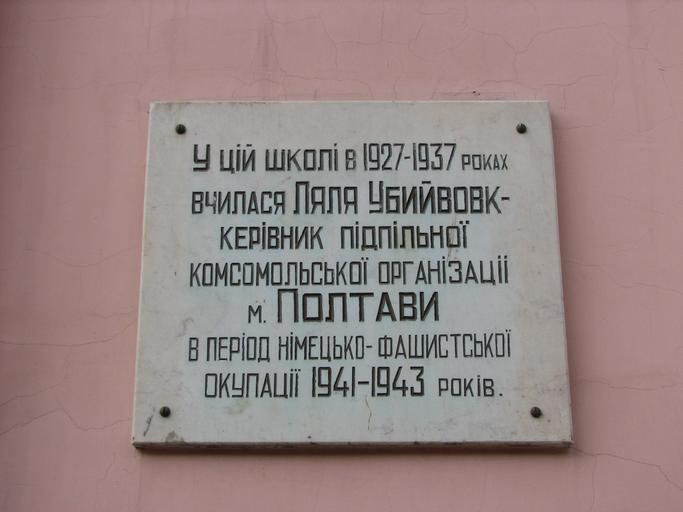 У цій школі в 1927-1937 роках
вчилася Ляля Убийвовк-
керівник підпільної
комсомольської організації
м. Полтави
в період німецько-фашистської
окупації 1941-1943 років.